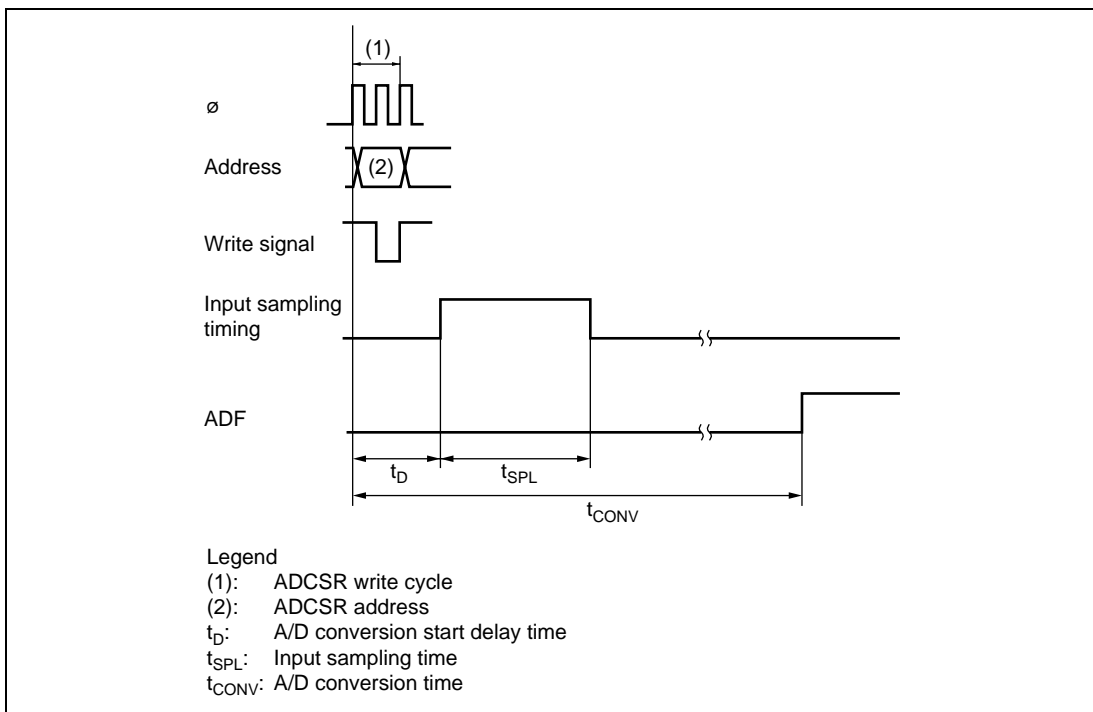 (1)
ø
Address
(2)
Write signal
Input sampling
timing
ADF
tD
tSPL
tCONV
Legend
(1): ADCSR write cycle
(2): ADCSR address
tD: A/D conversion start delay time
tSPL: Input sampling time
tCONV: A/D conversion time